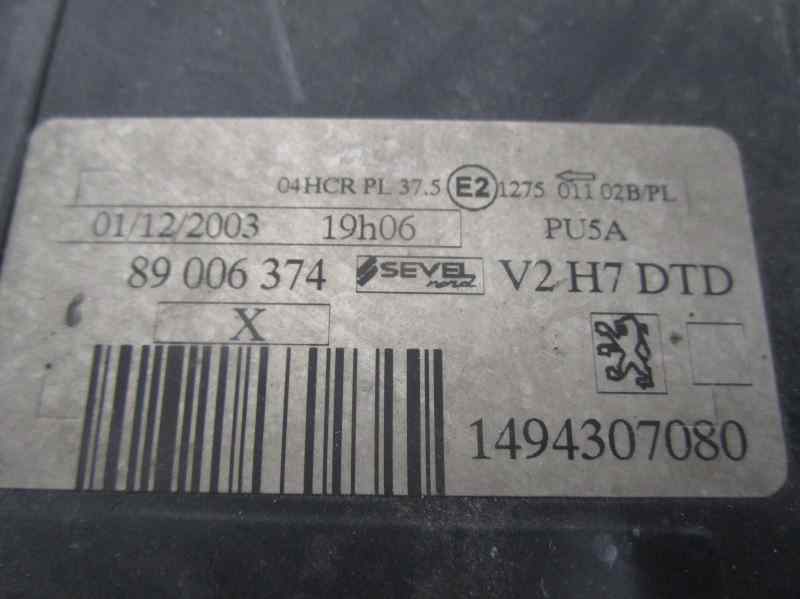 04HCR PL 37.5 E2 1275 011 02B/PL
01/12/2003 19h06 PU5A
89 006 374 SEVEL nord V2 H7 DTD
X
1494307080